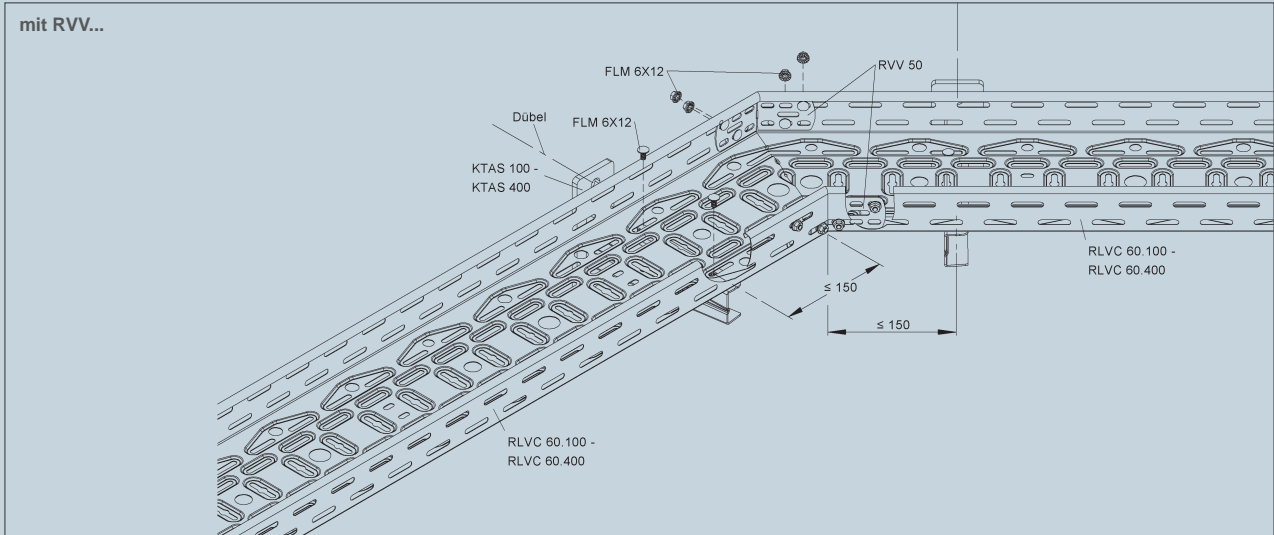 mit RVV...
FLM 6X12
RVV 50
Dübel
FLM 6X12
KTAS 100 -
KTAS 400
RLVC 60.100 -
RLVC 60.400
≤ 150
≤ 150
RLVC 60.100 -
RLVC 60.400